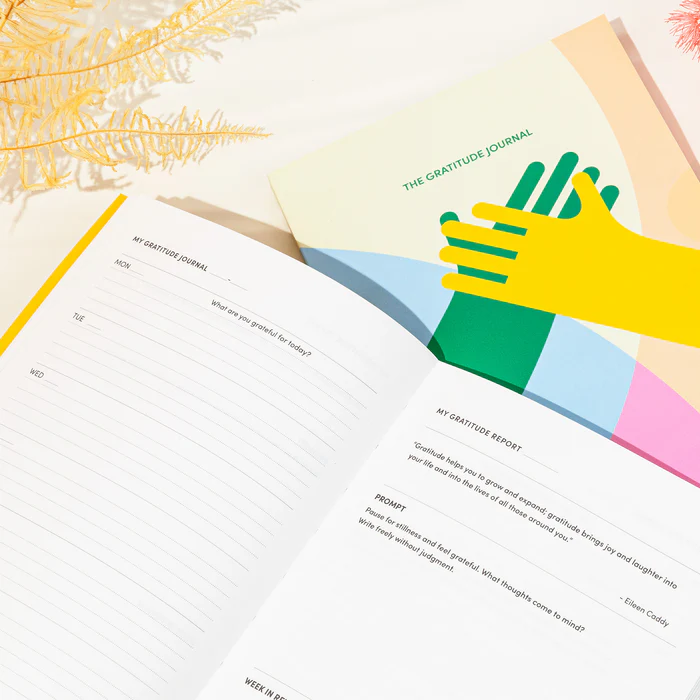 THE GRATITUDE JOURNAL
MY GRATITUDE JOURNAL
MON
What are you grateful for today?
TUE
WED
MY GRATITUDE REPORT
"Gratitude helps you to grow and expand; gratitude brings joy and laughter into
your life and into the lives of all those around you."
- Eileen Caddy
PROMPT
Pause for stillness and feel grateful. What thoughts come to mind?
Write freely without judgment.
WEEK IN